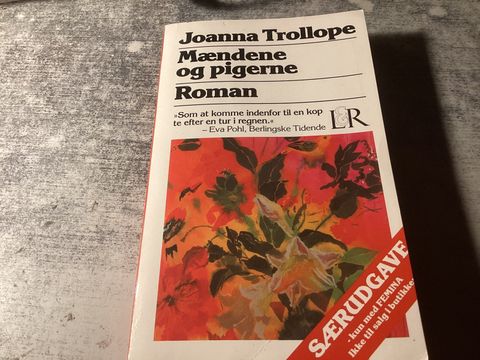 Joanna Trollope
Mændene
og pigerne
Roman
»Som at komme indenfor til en kop
te efter en tur i regnen.«
– Eva Pohl, Berlingske Tidende
L&R
SÆRUDGAVE
- kun med FEMINA
Ikke til salg i butikke